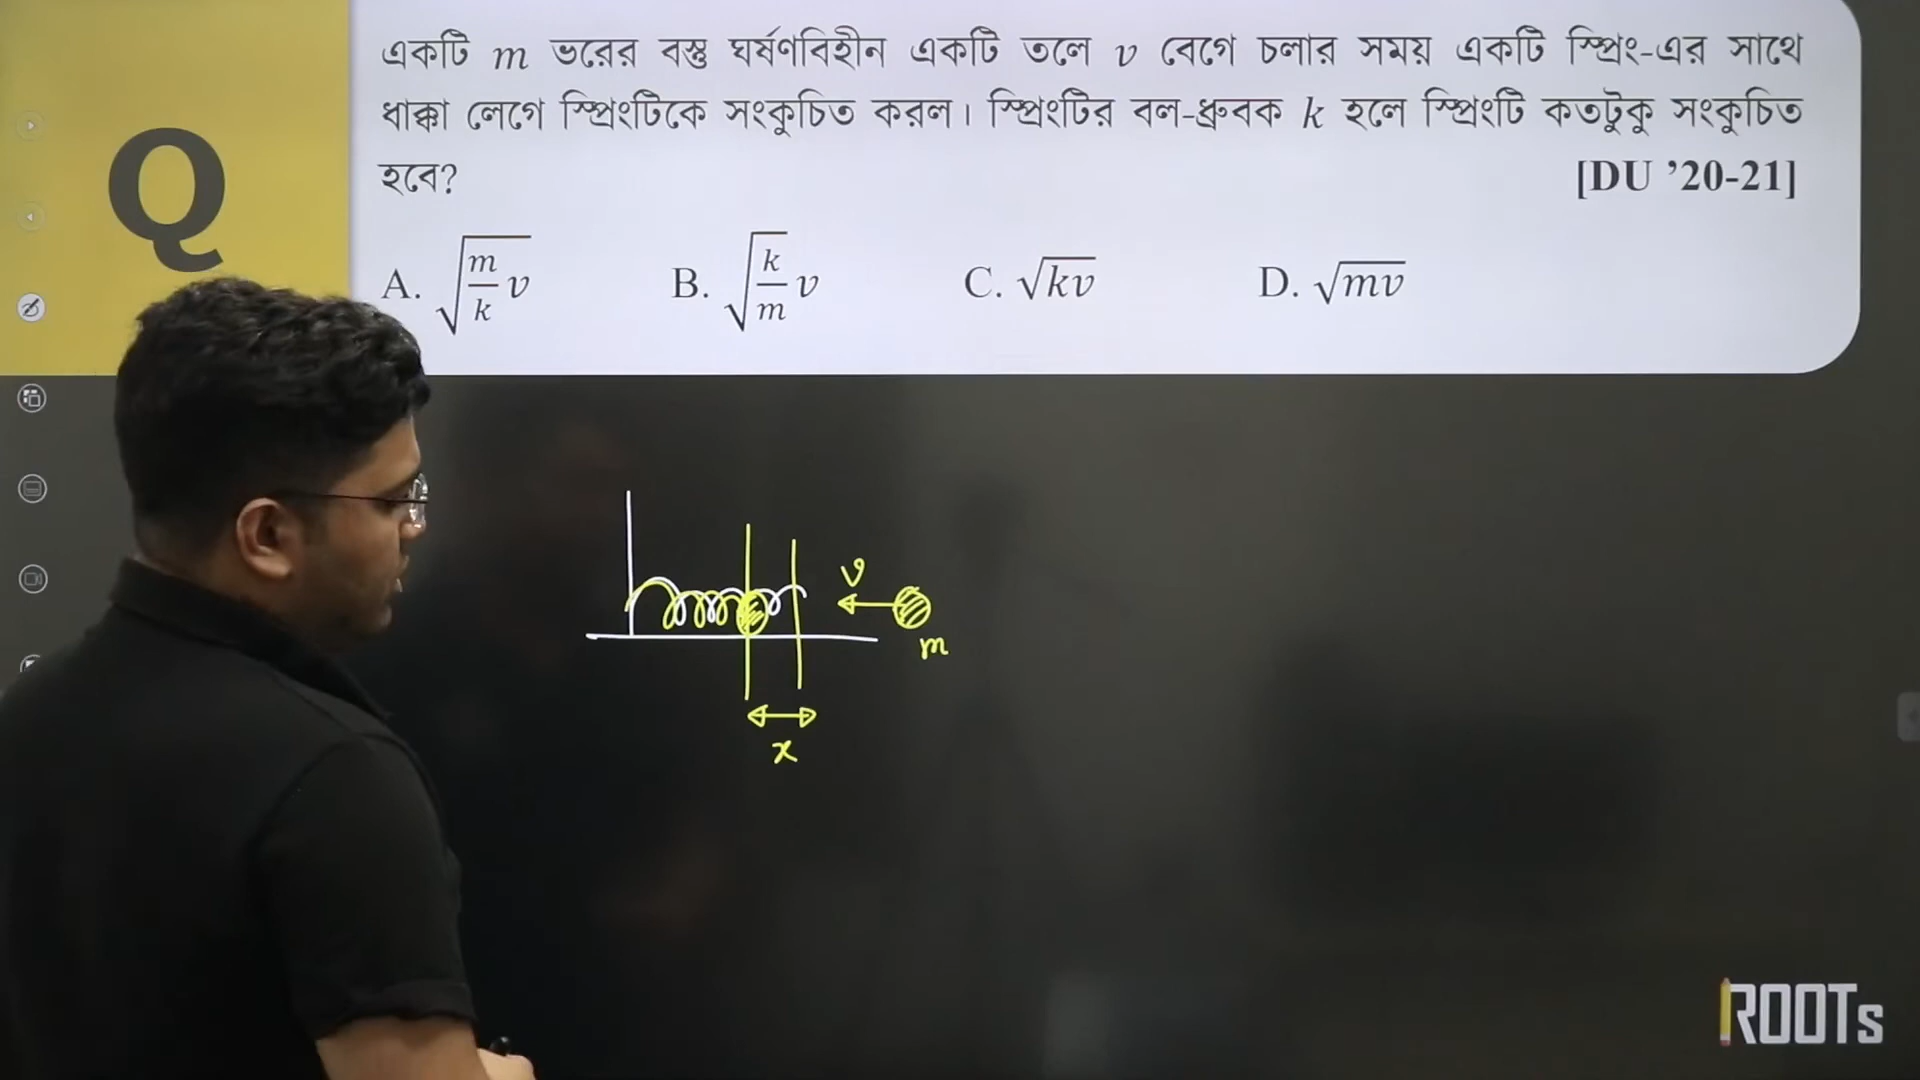 একটি m ভরের বস্তু ঘর্ষণবিহীন একটি তলে v বেগে চলার সময় একটি স্প্রিং-এর সাথে
ধাক্কা লেগে স্প্রিংটিকে সংকুচিত করল। স্প্রিংটির বল-ধ্রুবক k হলে স্প্রিংটি কতটুকু সংকুচিত
হবে? [DU ’20-21]
Q
A. √(m/k v) B. √(k/m) v C. √kv D. √mv
v
m
x
ROOTs